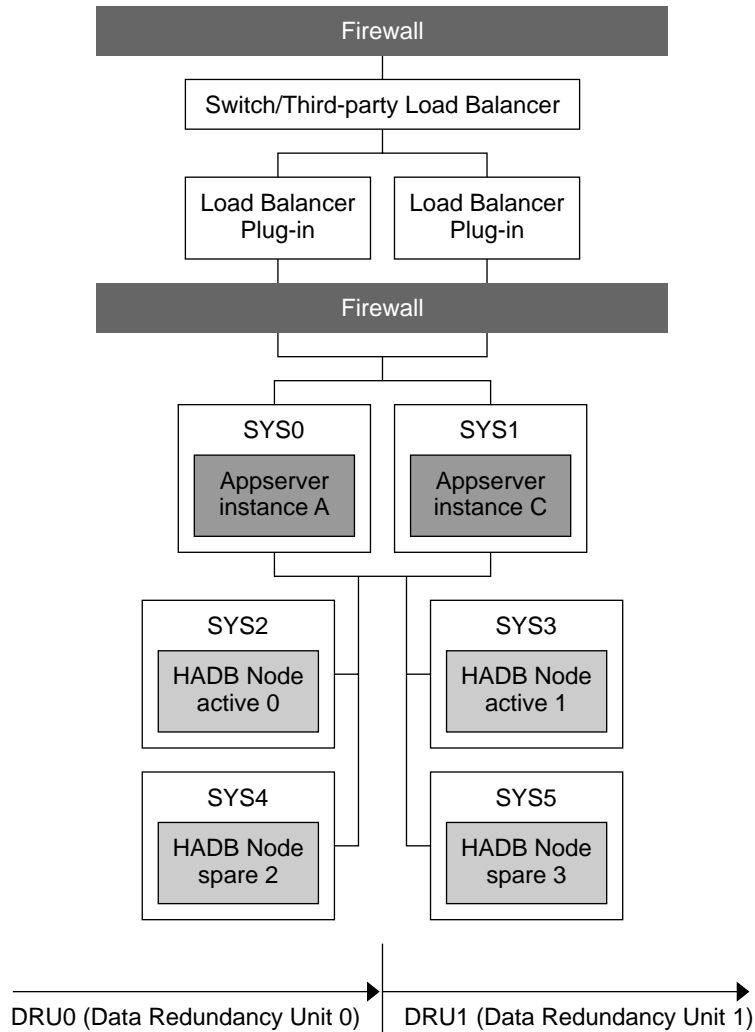 Firewall
Switch/Third-party Load Balancer
Load Balancer
Plug-in
Load Balancer
Plug-in
Firewall
SYS0
Appserver
instance A
SYS1
Appserver
instance C
SYS2
HADB Node
active 0
SYS3
HADB Node
active 1
SYS4
HADB Node
spare 2
SYS5
HADB Node
spare 3
DRU0 (Data Redundancy Unit 0)
DRU1 (Data Redundancy Unit 1)